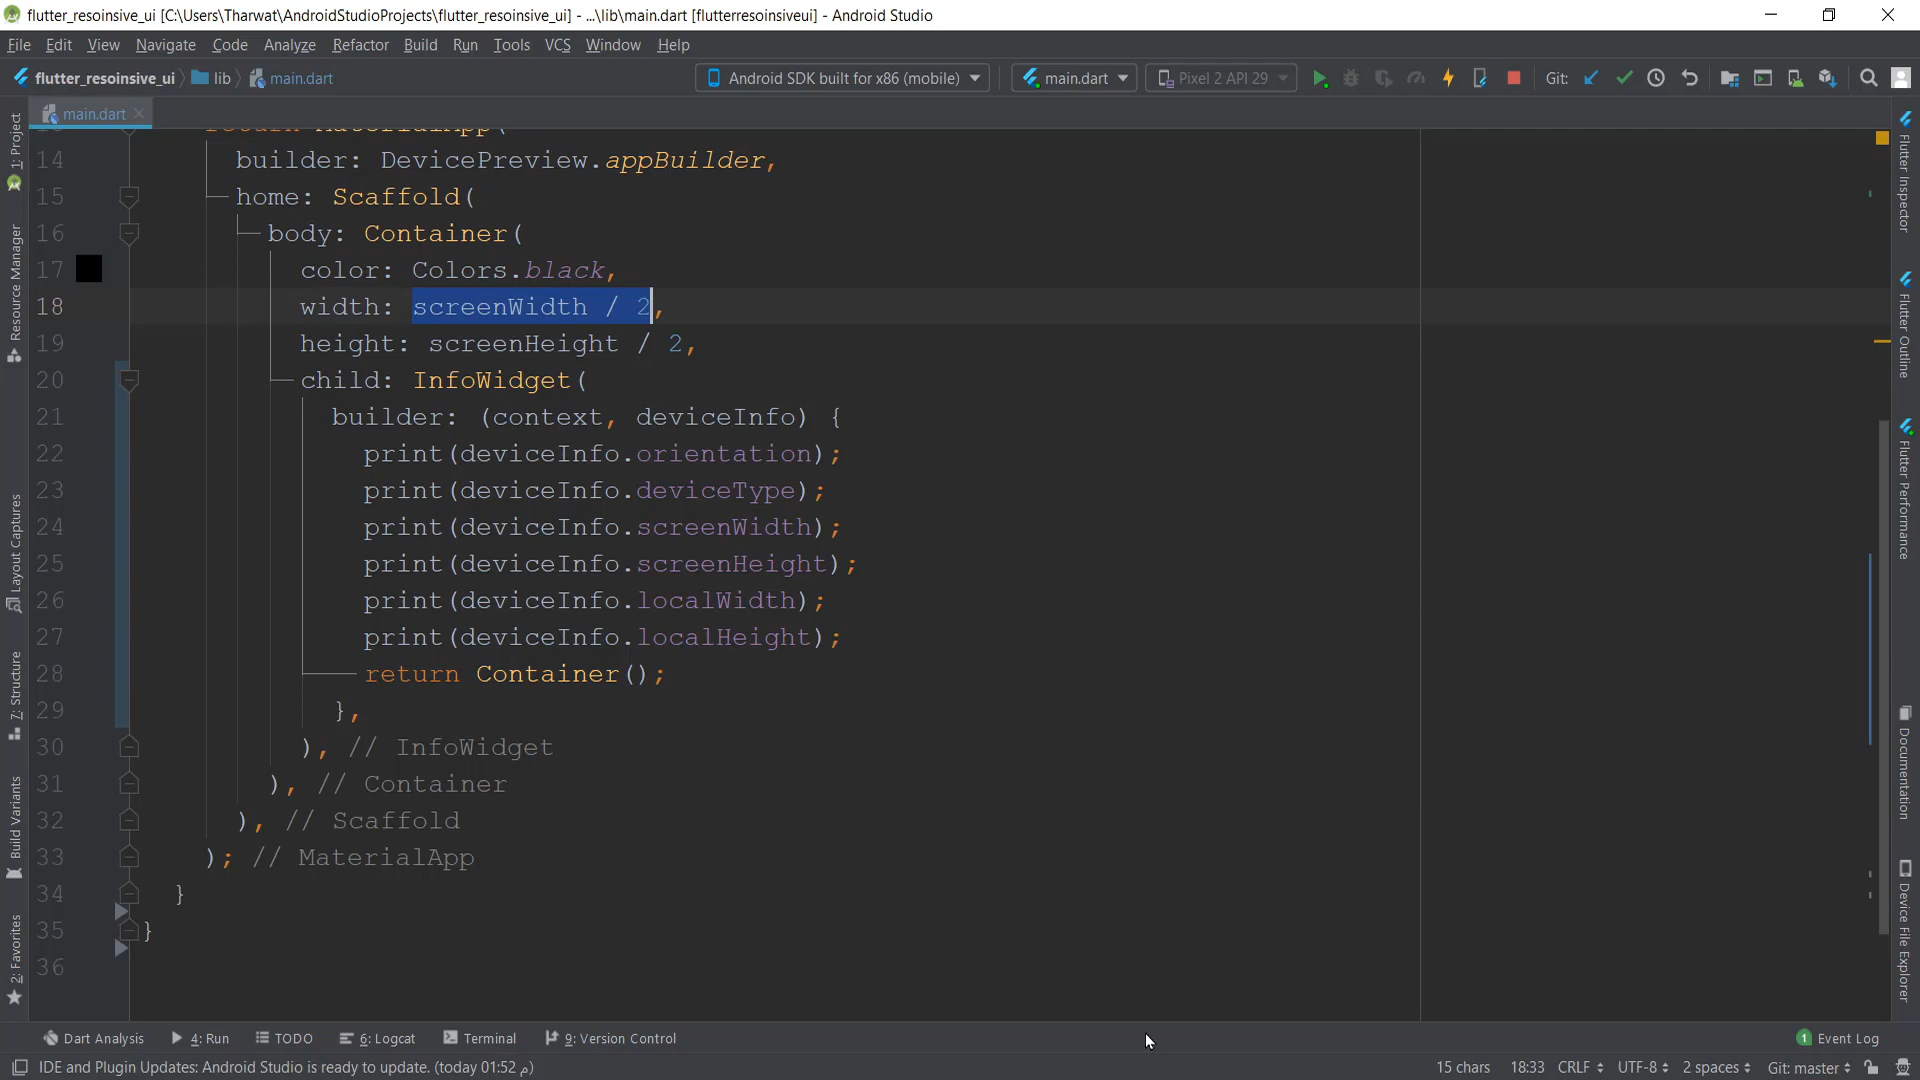 flutter_resoinsive_ui [C:\Users\Tharwat\AndroidStudioProjects\flutter_resoinsive_ui] - ...\lib\main.dart [flutterresoinsiveui] - Android Studio
File Edit View Navigate Code Analyze Refactor Build Run Tools VCS Window Help
flutter_resoinsive_ui lib main.dart Android SDK built for x86 (mobile) main.dart Pixel 2 API 29 Git:
main.dart
14 builder: DevicePreview.appBuilder,
15 home: Scaffold(
16 body: Container(
17 color: Colors.black,
18 width: screenWidth / 2,
19 height: screenHeight / 2,
20 child: InfoWidget(
21 builder: (context, deviceInfo) {
22 print(deviceInfo.orientation);
23 print(deviceInfo.deviceType);
24 print(deviceInfo.screenWidth);
25 print(deviceInfo.screenHeight);
26 print(deviceInfo.localWidth);
27 print(deviceInfo.localHeight);
28 return Container();
29 },
30 ), // InfoWidget
31 ), // Container
32 ), // Scaffold
33 ); // MaterialApp
34 }
35 }
36
1: Project
Resource Manager
Layout Captures
7: Structure
Build Variants
2: Favorites
Flutter Inspector
Flutter Outline
Flutter Performance
Documentation
Device File Explorer
Dart Analysis 4: Run TODO 6: Logcat Terminal 9: Version Control 1 Event Log
IDE and Plugin Updates: Android Studio is ready to update. (today 01:52 م) 15 chars 18:33 CRLF UTF-8 2 spaces Git: master